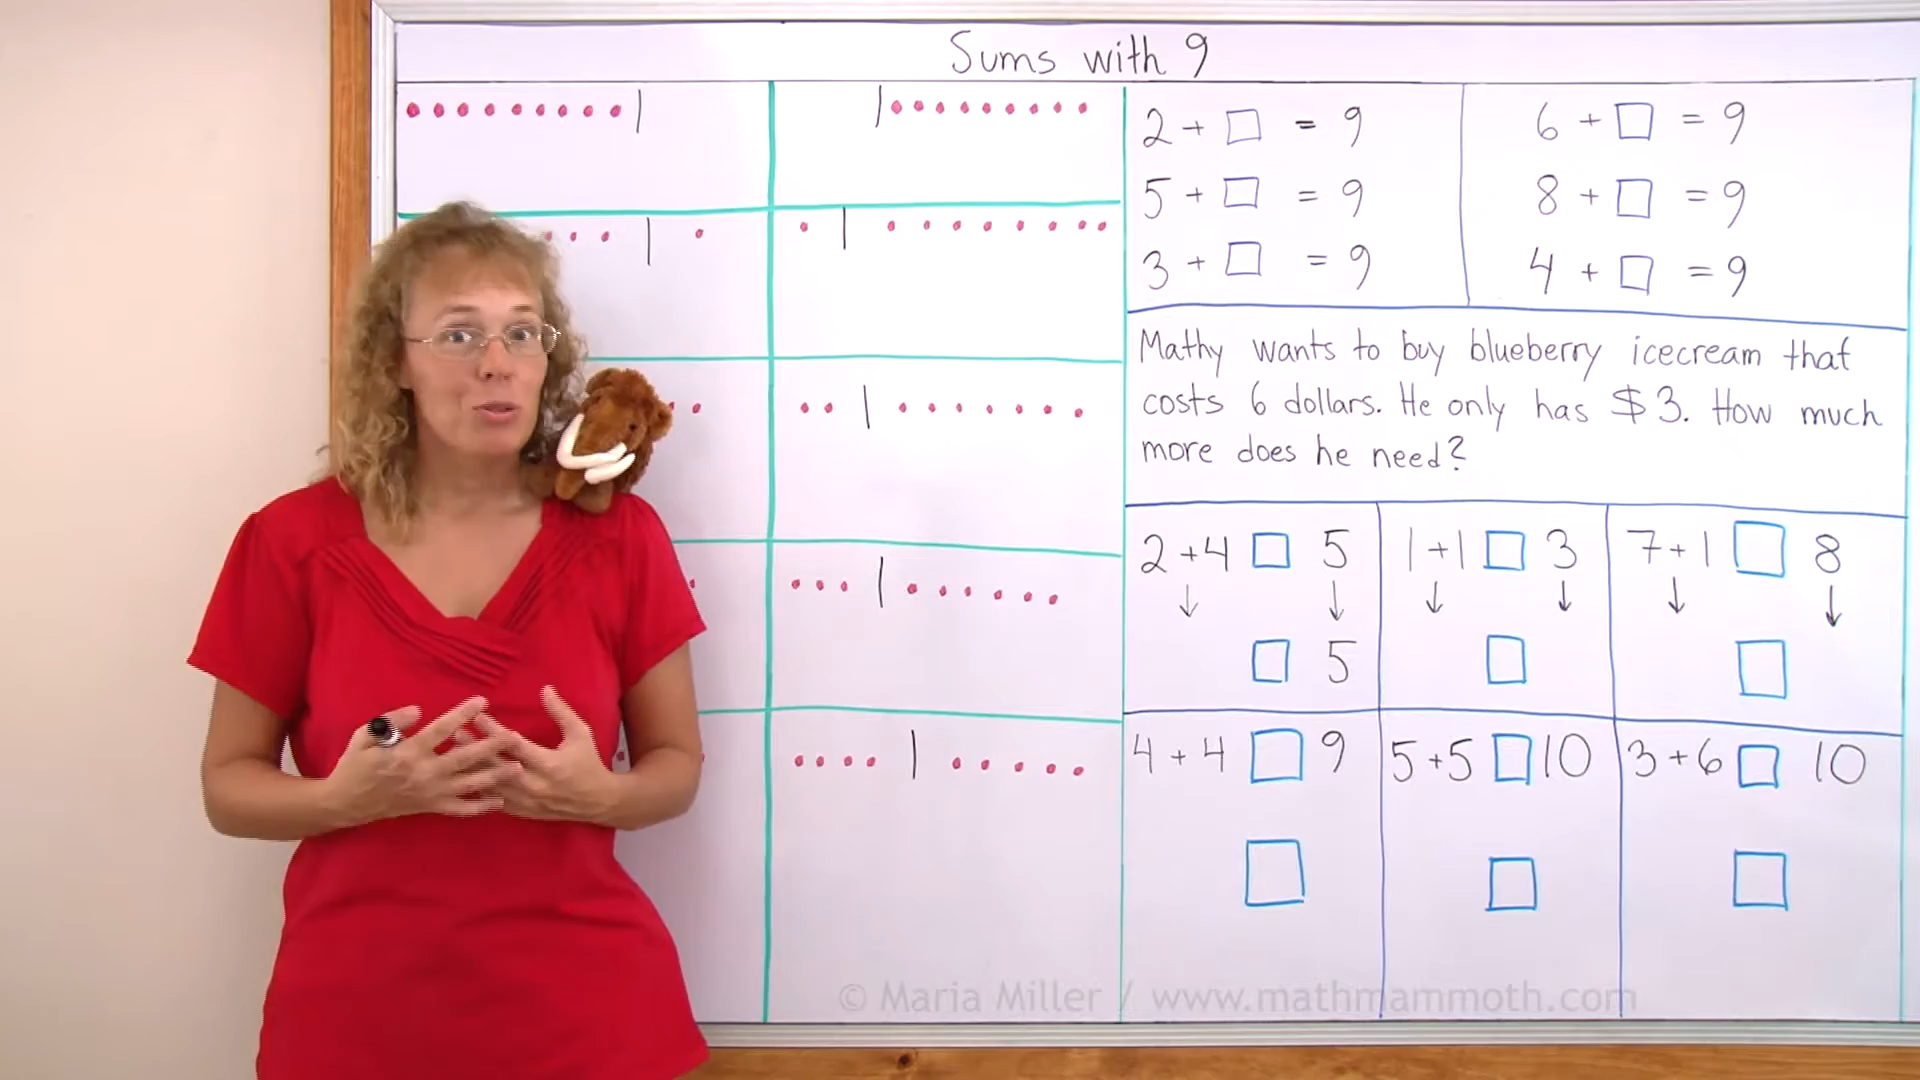 Sums with 9
2 + □ = 9
5 + □ = 9
3 + □ = 9
6 + □ = 9
8 + □ = 9
4 + □ = 9
Mathy wants to buy blueberry icecream that
costs 6 dollars. He only has $3. How much
more does he need?
2 + 4 □ 5
↓ ↓
□ 5
1 + 1 □ 3
↓ ↓
□
7 + 1 □ 8
↓ ↓
□
4 + 4 □ 9
□
5 + 5 □ 10
□
3 + 6 □ 10
□
© Maria Miller / www.mathmammoth.com